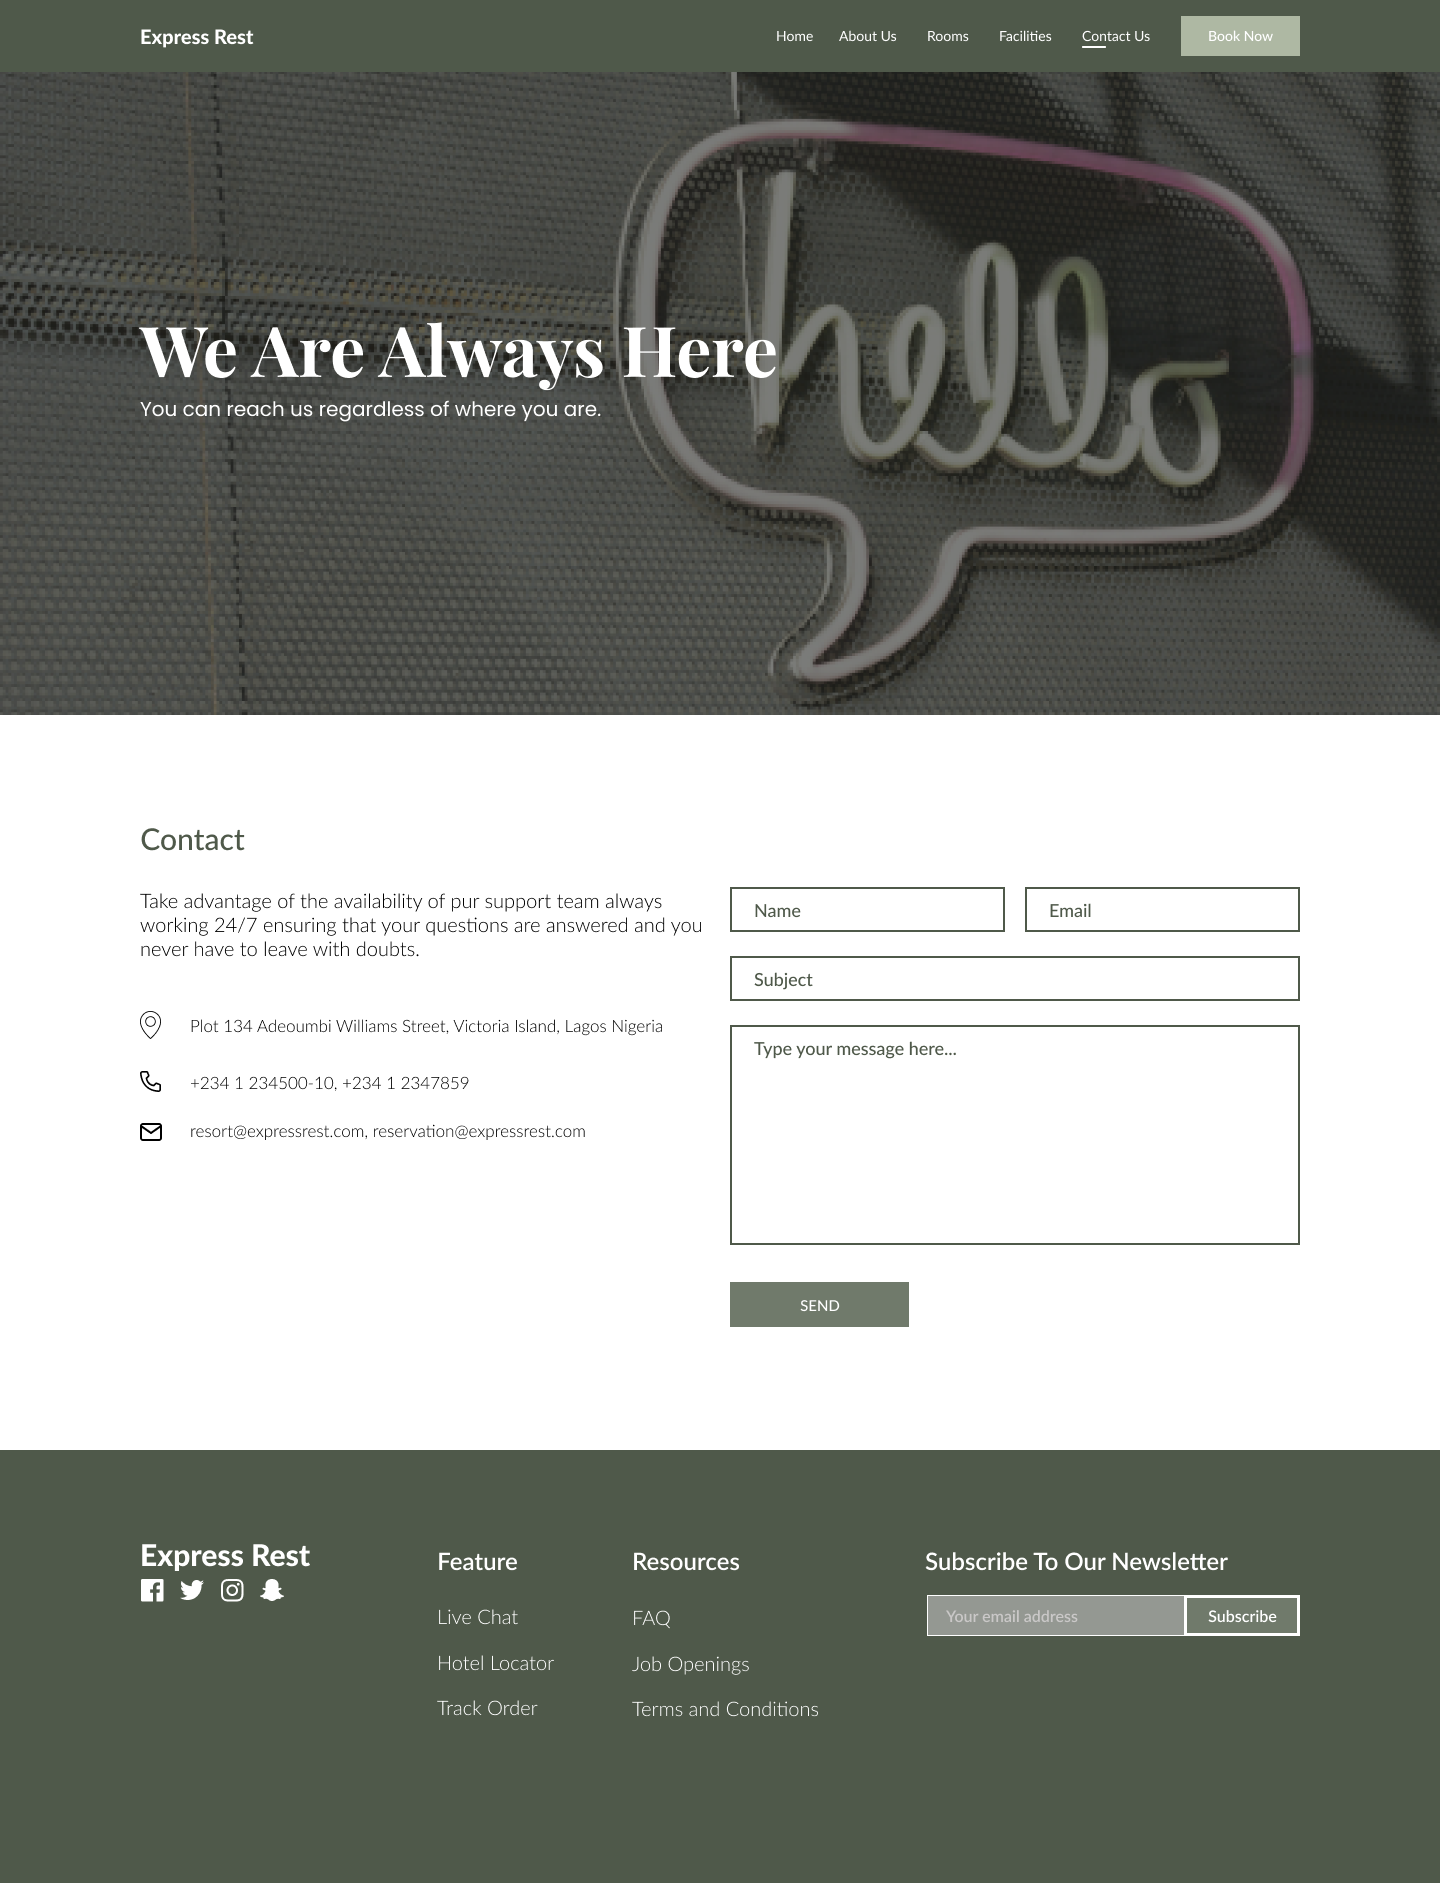 Express Rest
Home About Us Rooms Facilities Contact Us Book Now
hello
We Are Always Here
You can reach us regardless of where you are.
Contact
Take advantage of the availability of pur support team always
working 24/7 ensuring that your questions are answered and you
never have to leave with doubts.
Plot 134 Adeoumbi Williams Street, Victoria Island, Lagos Nigeria
+234 1 234500-10, +234 1 2347859
resort@expressrest.com, reservation@expressrest.com
Name
Email
Subject
Type your message here...
SEND
Express Rest
Feature
Live Chat
Hotel Locator
Track Order
Resources
FAQ
Job Openings
Terms and Conditions
Subscribe To Our Newsletter
Your email address
Subscribe